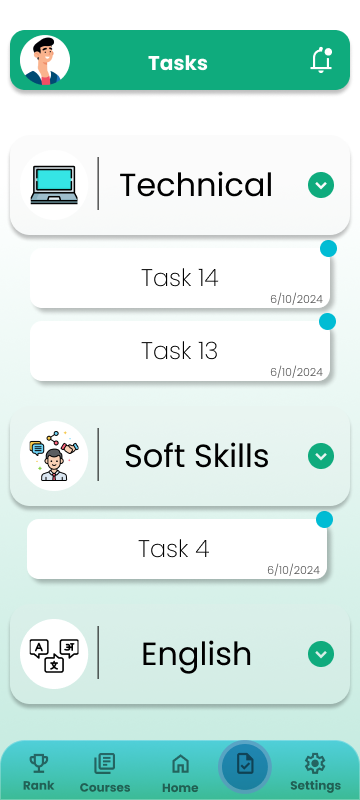 Tasks
Technical
Task 14
6/10/2024
Task 13
6/10/2024
Soft Skills
Task 4
6/10/2024
A
अ
文
English
Rank
Courses
Home
Settings